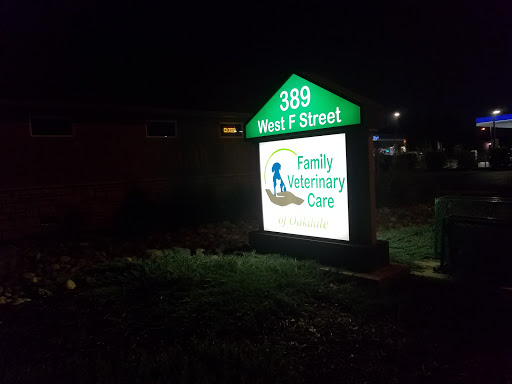 389
West F Street
Family
Veterinary
Care
of Oakdale